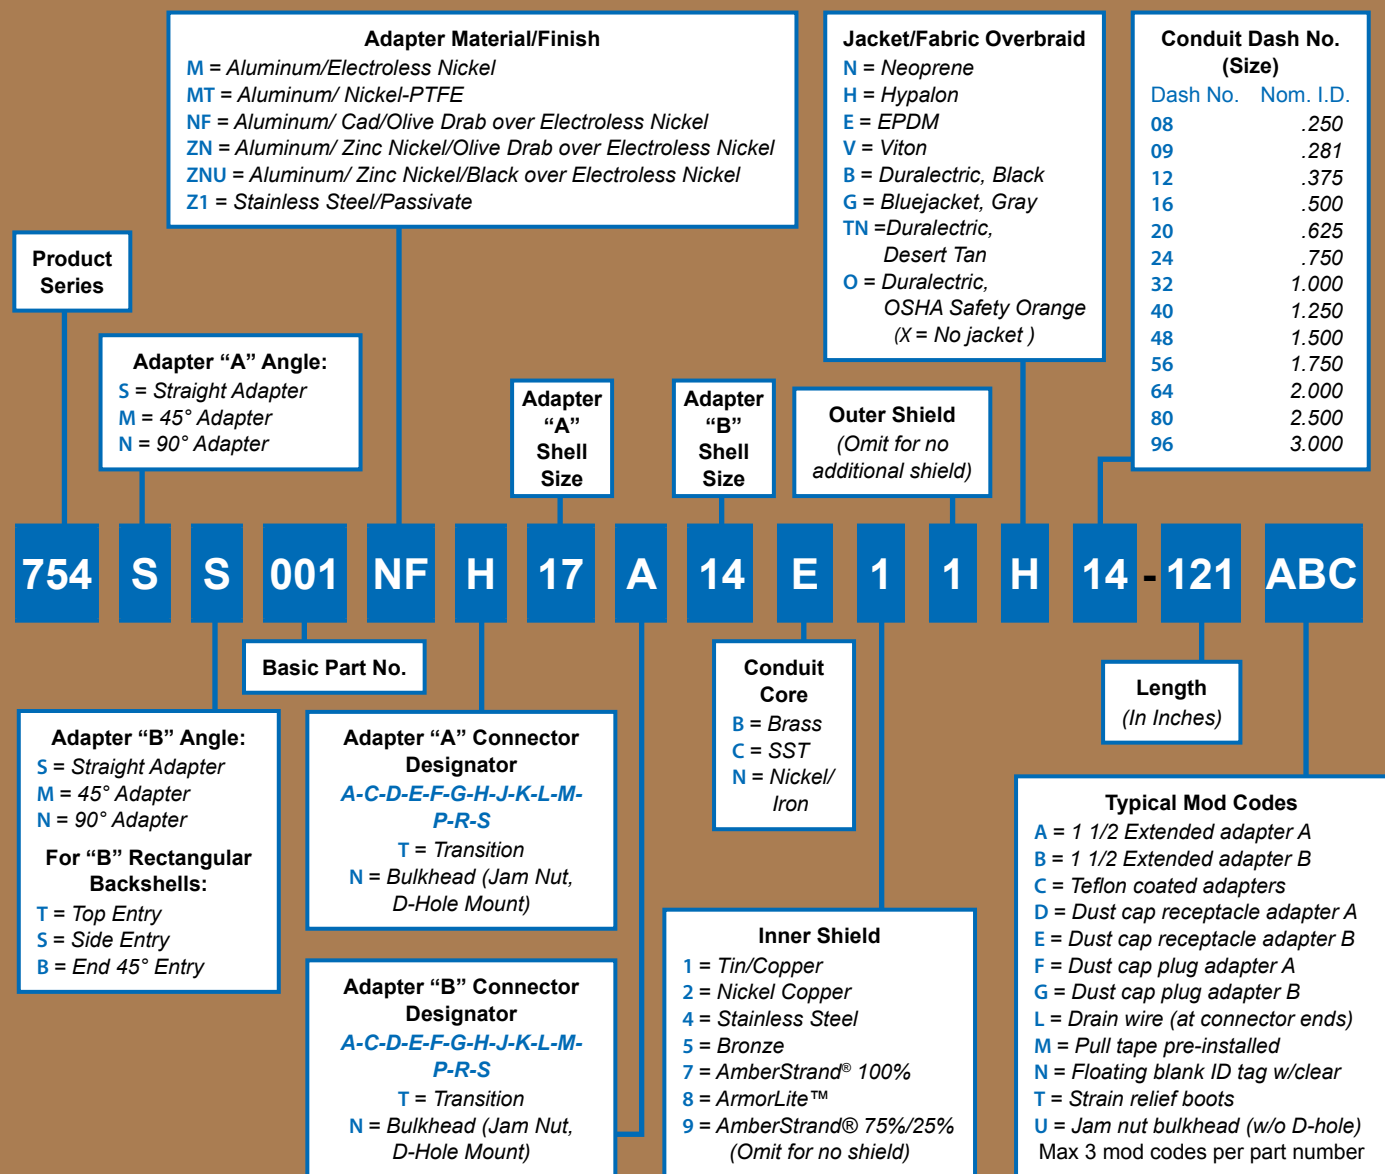 Adapter Material/Finish
M = Aluminum/Electroless Nickel
MT = Aluminum/ Nickel-PTFE
NF = Aluminum/ Cad/Olive Drab over Electroless Nickel
ZN = Aluminum/ Zinc Nickel/Olive Drab over Electroless Nickel
ZNU = Aluminum/ Zinc Nickel/Black over Electroless Nickel
Z1 = Stainless Steel/Passivate
Jacket/Fabric Overbraid
N = Neoprene
H = Hypalon
E = EPDM
V = Viton
B = Duralectric, Black
G = Bluejacket, Gray
TN =Duralectric,
Desert Tan
O = Duralectric,
OSHA Safety Orange
(X = No jacket )
Conduit Dash No.
(Size)
Dash No. Nom. I.D.
08 .250
09 .281
12 .375
16 .500
20 .625
24 .750
32 1.000
40 1.250
48 1.500
56 1.750
64 2.000
80 2.500
96 3.000
Product
Series
Adapter “A” Angle:
S = Straight Adapter
M = 45° Adapter
N = 90° Adapter
Adapter
“A”
Shell
Size
Adapter
“B”
Shell
Size
Outer Shield
(Omit for no
additional shield)
754 S S 001 NF H 17 A 14 E 1 1 H 14 - 121 ABC
Basic Part No.
Adapter “B” Angle:
S = Straight Adapter
M = 45° Adapter
N = 90° Adapter
For “B” Rectangular
Backshells:
T = Top Entry
S = Side Entry
B = End 45° Entry
Adapter “A” Connector
Designator
A-C-D-E-F-G-H-J-K-L-M-
P-R-S
T = Transition
N = Bulkhead (Jam Nut,
D-Hole Mount)
Adapter “B” Connector
Designator
A-C-D-E-F-G-H-J-K-L-M-
P-R-S
T = Transition
N = Bulkhead (Jam Nut,
D-Hole Mount)
Conduit
Core
B = Brass
C = SST
N = Nickel/
Iron
Inner Shield
1 = Tin/Copper
2 = Nickel Copper
4 = Stainless Steel
5 = Bronze
7 = AmberStrand® 100%
8 = ArmorLite™
9 = AmberStrand® 75%/25%
(Omit for no shield)
Length
(In Inches)
Typical Mod Codes
A = 1 1/2 Extended adapter A
B = 1 1/2 Extended adapter B
C = Teflon coated adapters
D = Dust cap receptacle adapter A
E = Dust cap receptacle adapter B
F = Dust cap plug adapter A
G = Dust cap plug adapter B
L = Drain wire (at connector ends)
M = Pull tape pre-installed
N = Floating blank ID tag w/clear
T = Strain relief boots
U = Jam nut bulkhead (w/o D-hole)
Max 3 mod codes per part number